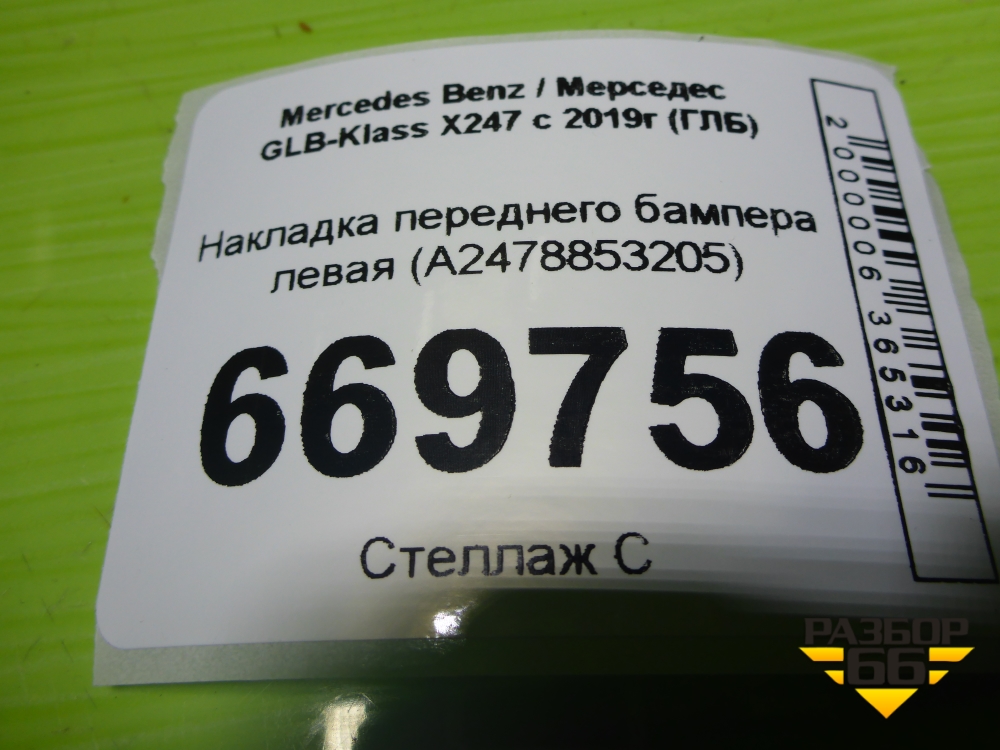 Mercedes Benz / Мерседес
GLB-Klass X247 с 2019г (ГЛБ)
Накладка переднего бампера
левая (A2478853205)
669756
Стеллаж С
2000006365316
РАЗБОР
66